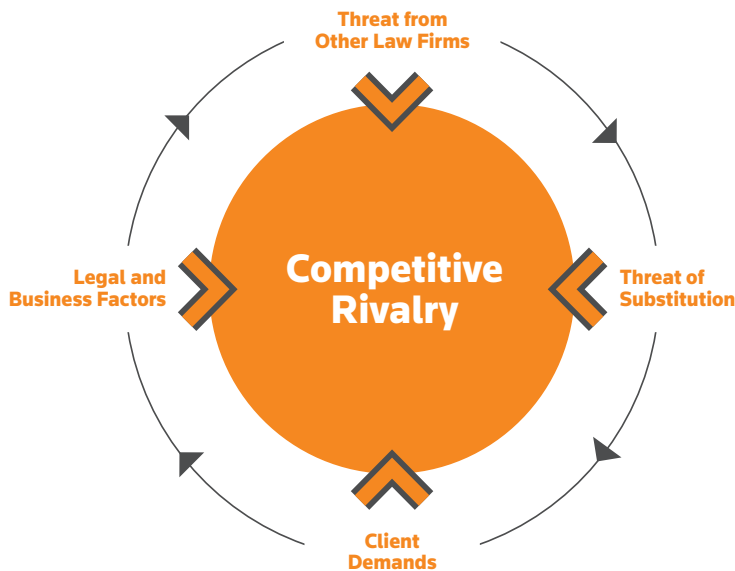 Threat from
Other Law Firms
Competitive
Rivalry
Legal and
Business Factors
Threat of
Substitution
Client
Demands